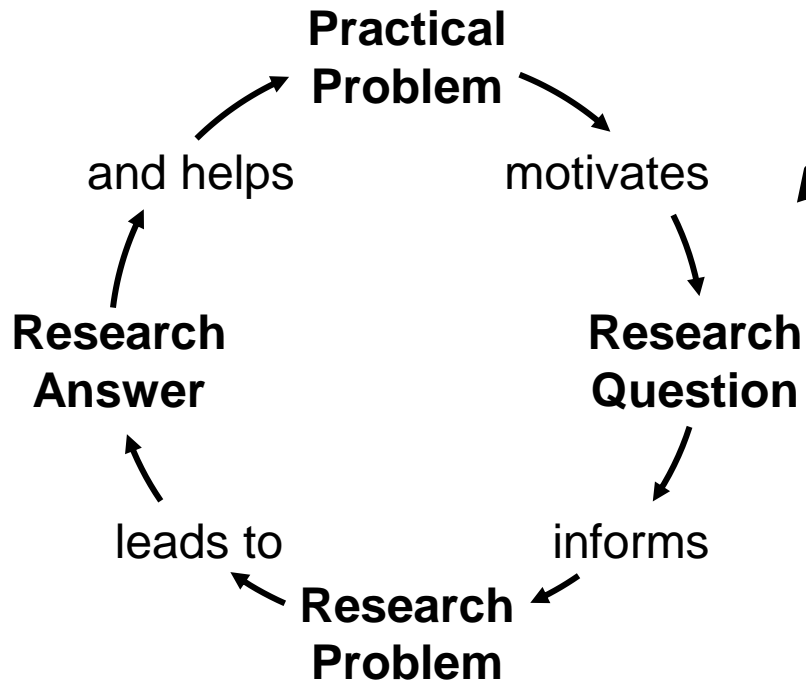 Practical
Problem
motivates
Research
Question
informs
Research
Problem
leads to
Research
Answer
and helps